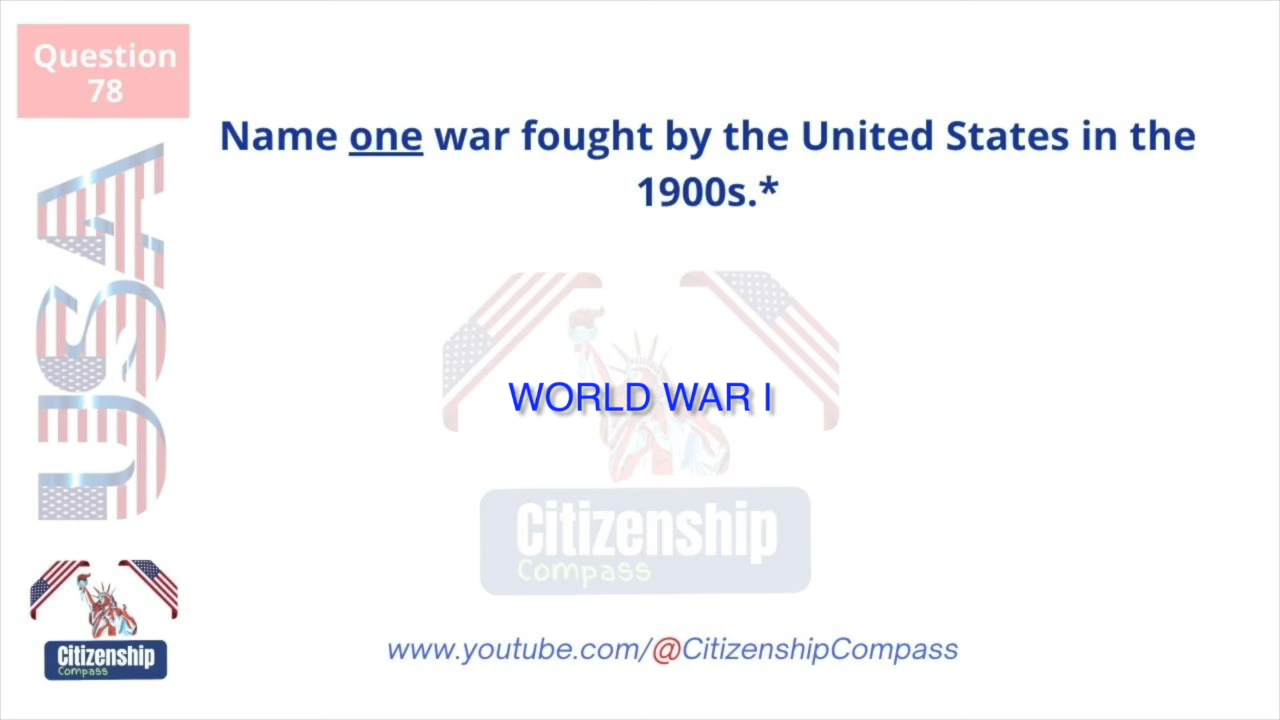 Question
78
Name one war fought by the United States in the
1900s.*
USA
WORLD WAR I
Citizenship
Compass
Citizenship
Compass
www.youtube.com/@CitizenshipCompass